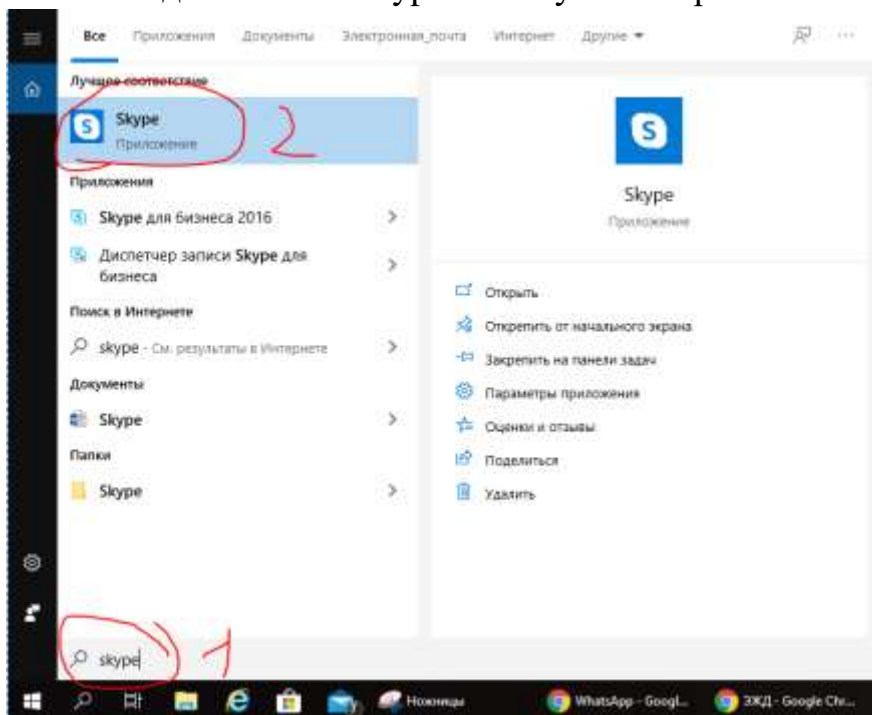 Все Приложения Документы Электронная_почта Интернет Другие
Лучшее соответствие
Skype
Приложение
2
Приложения
Skype для бизнеса 2016
Диспетчер записи Skype для
бизнеса
Поиск в Интернете
skype - См. результаты в Интернете
Документы
Skype
Папки
Skype
skype
1
S
Skype
Приложение
Открыть
Открепить от начального экрана
Закрепить на панели задач
Параметры приложения
Оценки и отзывы
Поделиться
Удалить
Ножницы
WhatsApp - Googl...
ЭЖД - Google Chr...